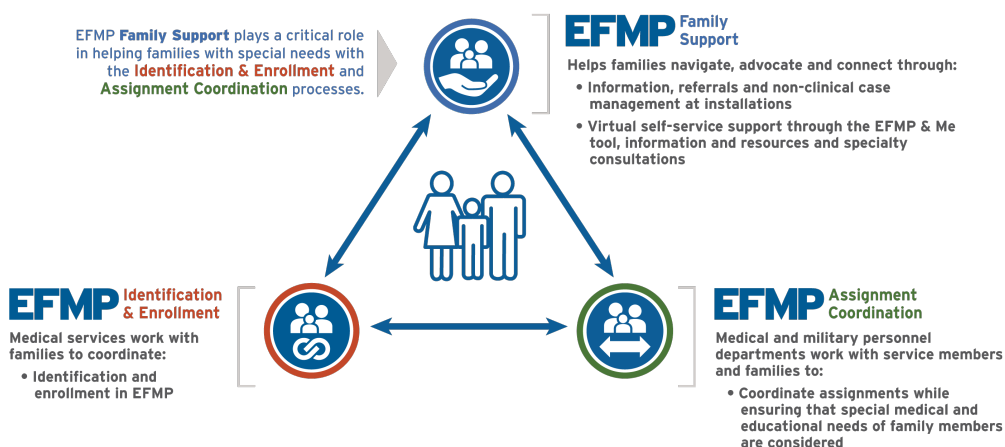 EFMP Family Support plays a critical role
in helping families with special needs with
the Identification & Enrollment and
Assignment Coordination processes.
EFMP Family
Support
Helps families navigate, advocate and connect through:
• Information, referrals and non-clinical case
management at installations
• Virtual self-service support through the EFMP & Me
tool, information and resources and specialty
consultations
EFMP Identification
& Enrollment
Medical services work with
families to coordinate:
• Identification and
enrollment in EFMP
EFMP Assignment
Coordination
Medical and military personnel
departments work with service members
and families to:
• Coordinate assignments while
ensuring that special medical and
educational needs of family members
are considered